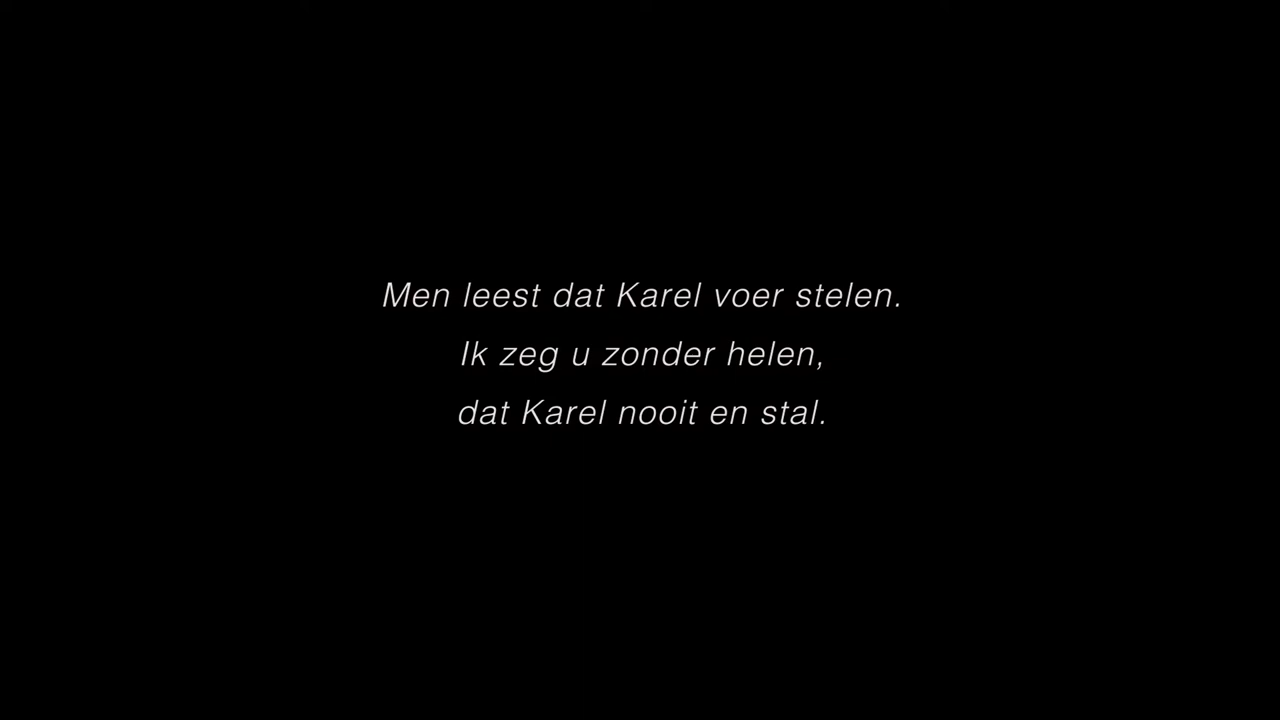 Men leest dat Karel voer stelen.
Ik zeg u zonder helen,
dat Karel nooit en stal.